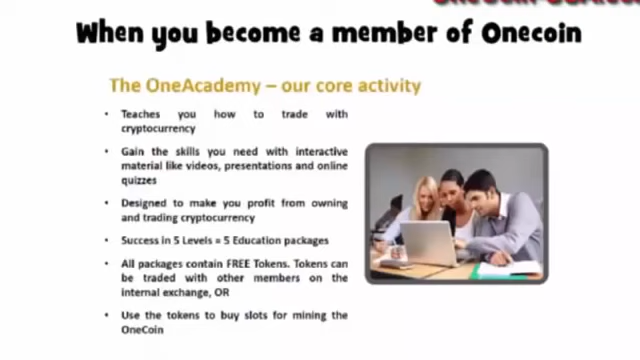 When you become a member of Onecoin
The OneAcademy – our core activity
• Teaches you how to trade with
cryptocurrency
• Gain the skills you need with interactive
material like videos, presentations and online
quizzes
• Designed to make you profit from owning
and trading cryptocurrency
• Success in 5 Levels = 5 Education packages
• All packages contain FREE Tokens. Tokens can
be traded with other members on the
internal exchange, OR
• Use the tokens to buy slots for mining the
OneCoin